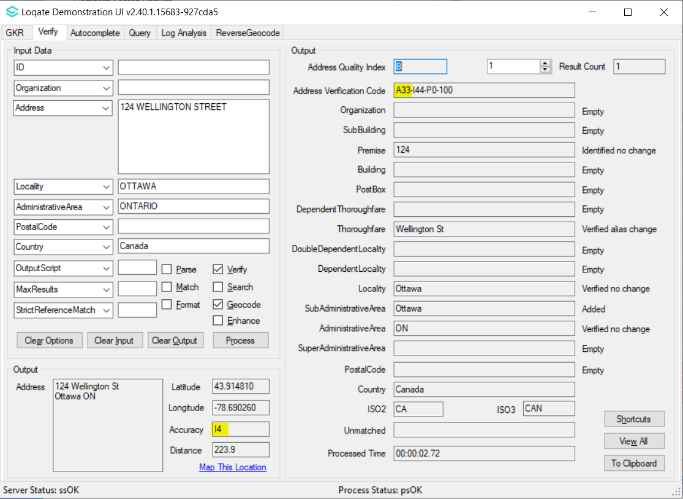 Loqate Demonstration UI v2.40.1.15683-927cda5
GKR Verify Autocomplete Query Log Analysis ReverseGeocode
Input Data
ID
Organization
Address 124 WELLINGTON STREET
Locality OTTAWA
AdministrativeArea ONTARIO
PostalCode
Country Canada
OutputScript Parse Verify
MaxResults Match Search
StrictReferenceMatch Format Geocode
Enhance
Clear Options Clear Input Clear Output Process
Output
Address 124 Wellington St
Ottawa ON
Latitude 43.914810
Longitude -78.690260
Accuracy I4
Distance 223.9
Map This Location
Output
Address Quality Index B 1 Result Count 1
Address Verification Code A33-I44-P0-100
Organization Empty
SubBuilding Empty
Premise 124 Identified no change
Building Empty
PostBox Empty
DependentThoroughfare Empty
Thoroughfare Wellington St Verified alias change
DoubleDependentLocality Empty
DependentLocality Empty
Locality Ottawa Verified no change
SubAdministrativeArea Ottawa Added
AdministrativeArea ON Verified no change
SuperAdministrativeArea Empty
PostalCode Empty
Country Canada
ISO2 CA ISO3 CAN
Unmatched
Processed Time 00:00:02.72
Shortcuts
View All
To Clipboard
Server Status: ssOK Process Status: psOK